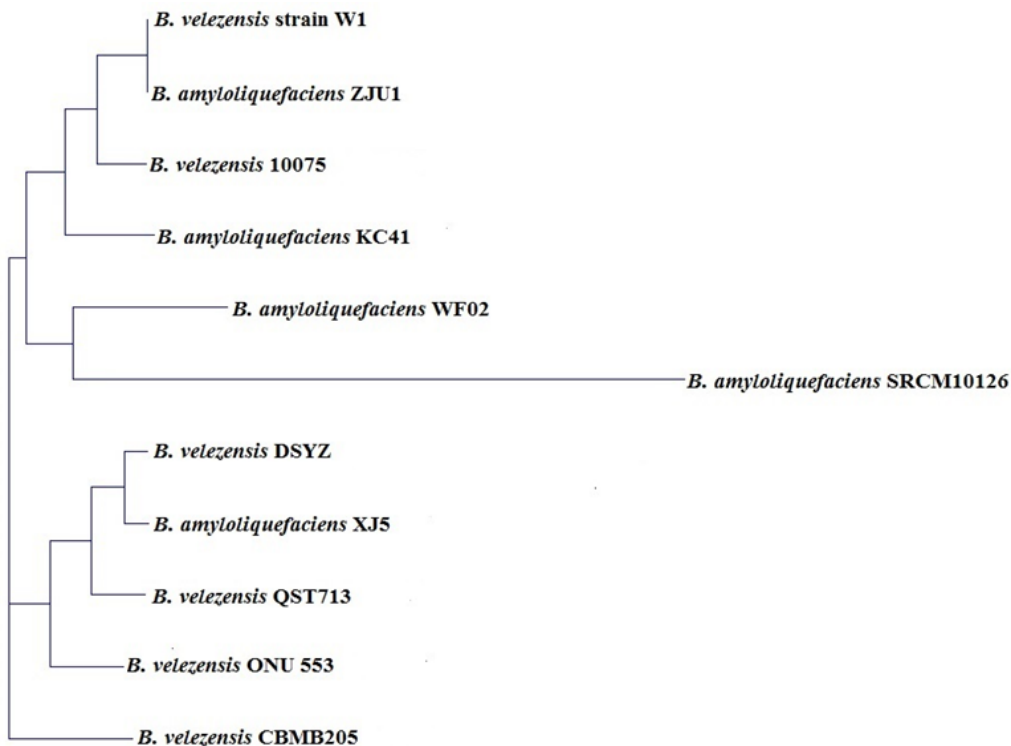 B. velezensis strain W1
B. amyloliquefaciens ZJU1
B. velezensis 10075
B. amyloliquefaciens KC41
B. amyloliquefaciens WF02
B. amyloliquefaciens SRCM10126
B. velezensis DSYZ
B. amyloliquefaciens XJ5
B. velezensis QST713
B. velezensis ONU 553
B. velezensis CBMB205